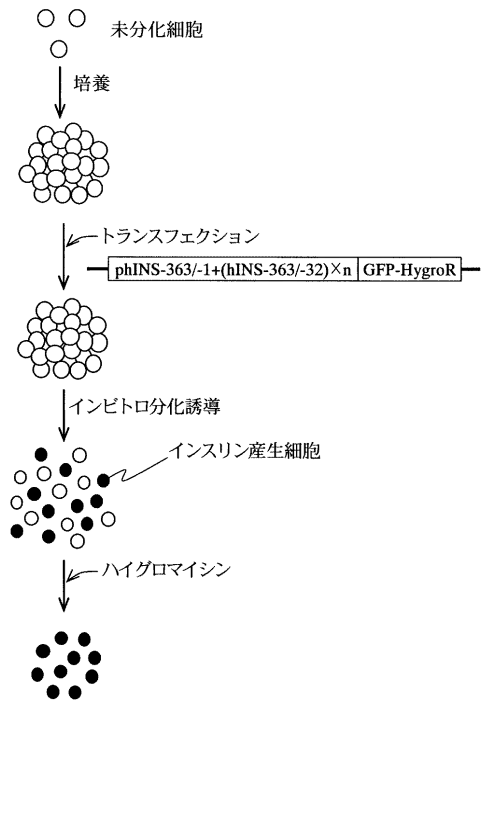 未分化細胞
培養
トランスフェクション
phINS-363/-1+(hINS-363/-32)×n GFP-HygroR
インビトロ分化誘導
インスリン産生細胞
ハイグロマイシン